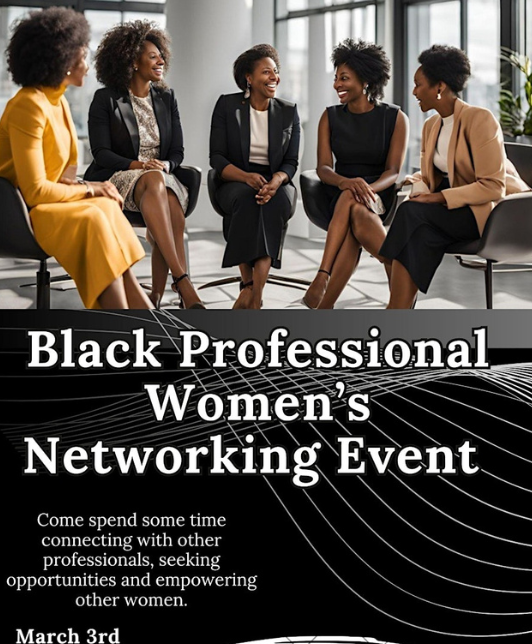 Black Professional
Women’s
Networking Event
Come spend some time
connecting with other
professionals, seeking
opportunities and empowering
other women.
March 3rd